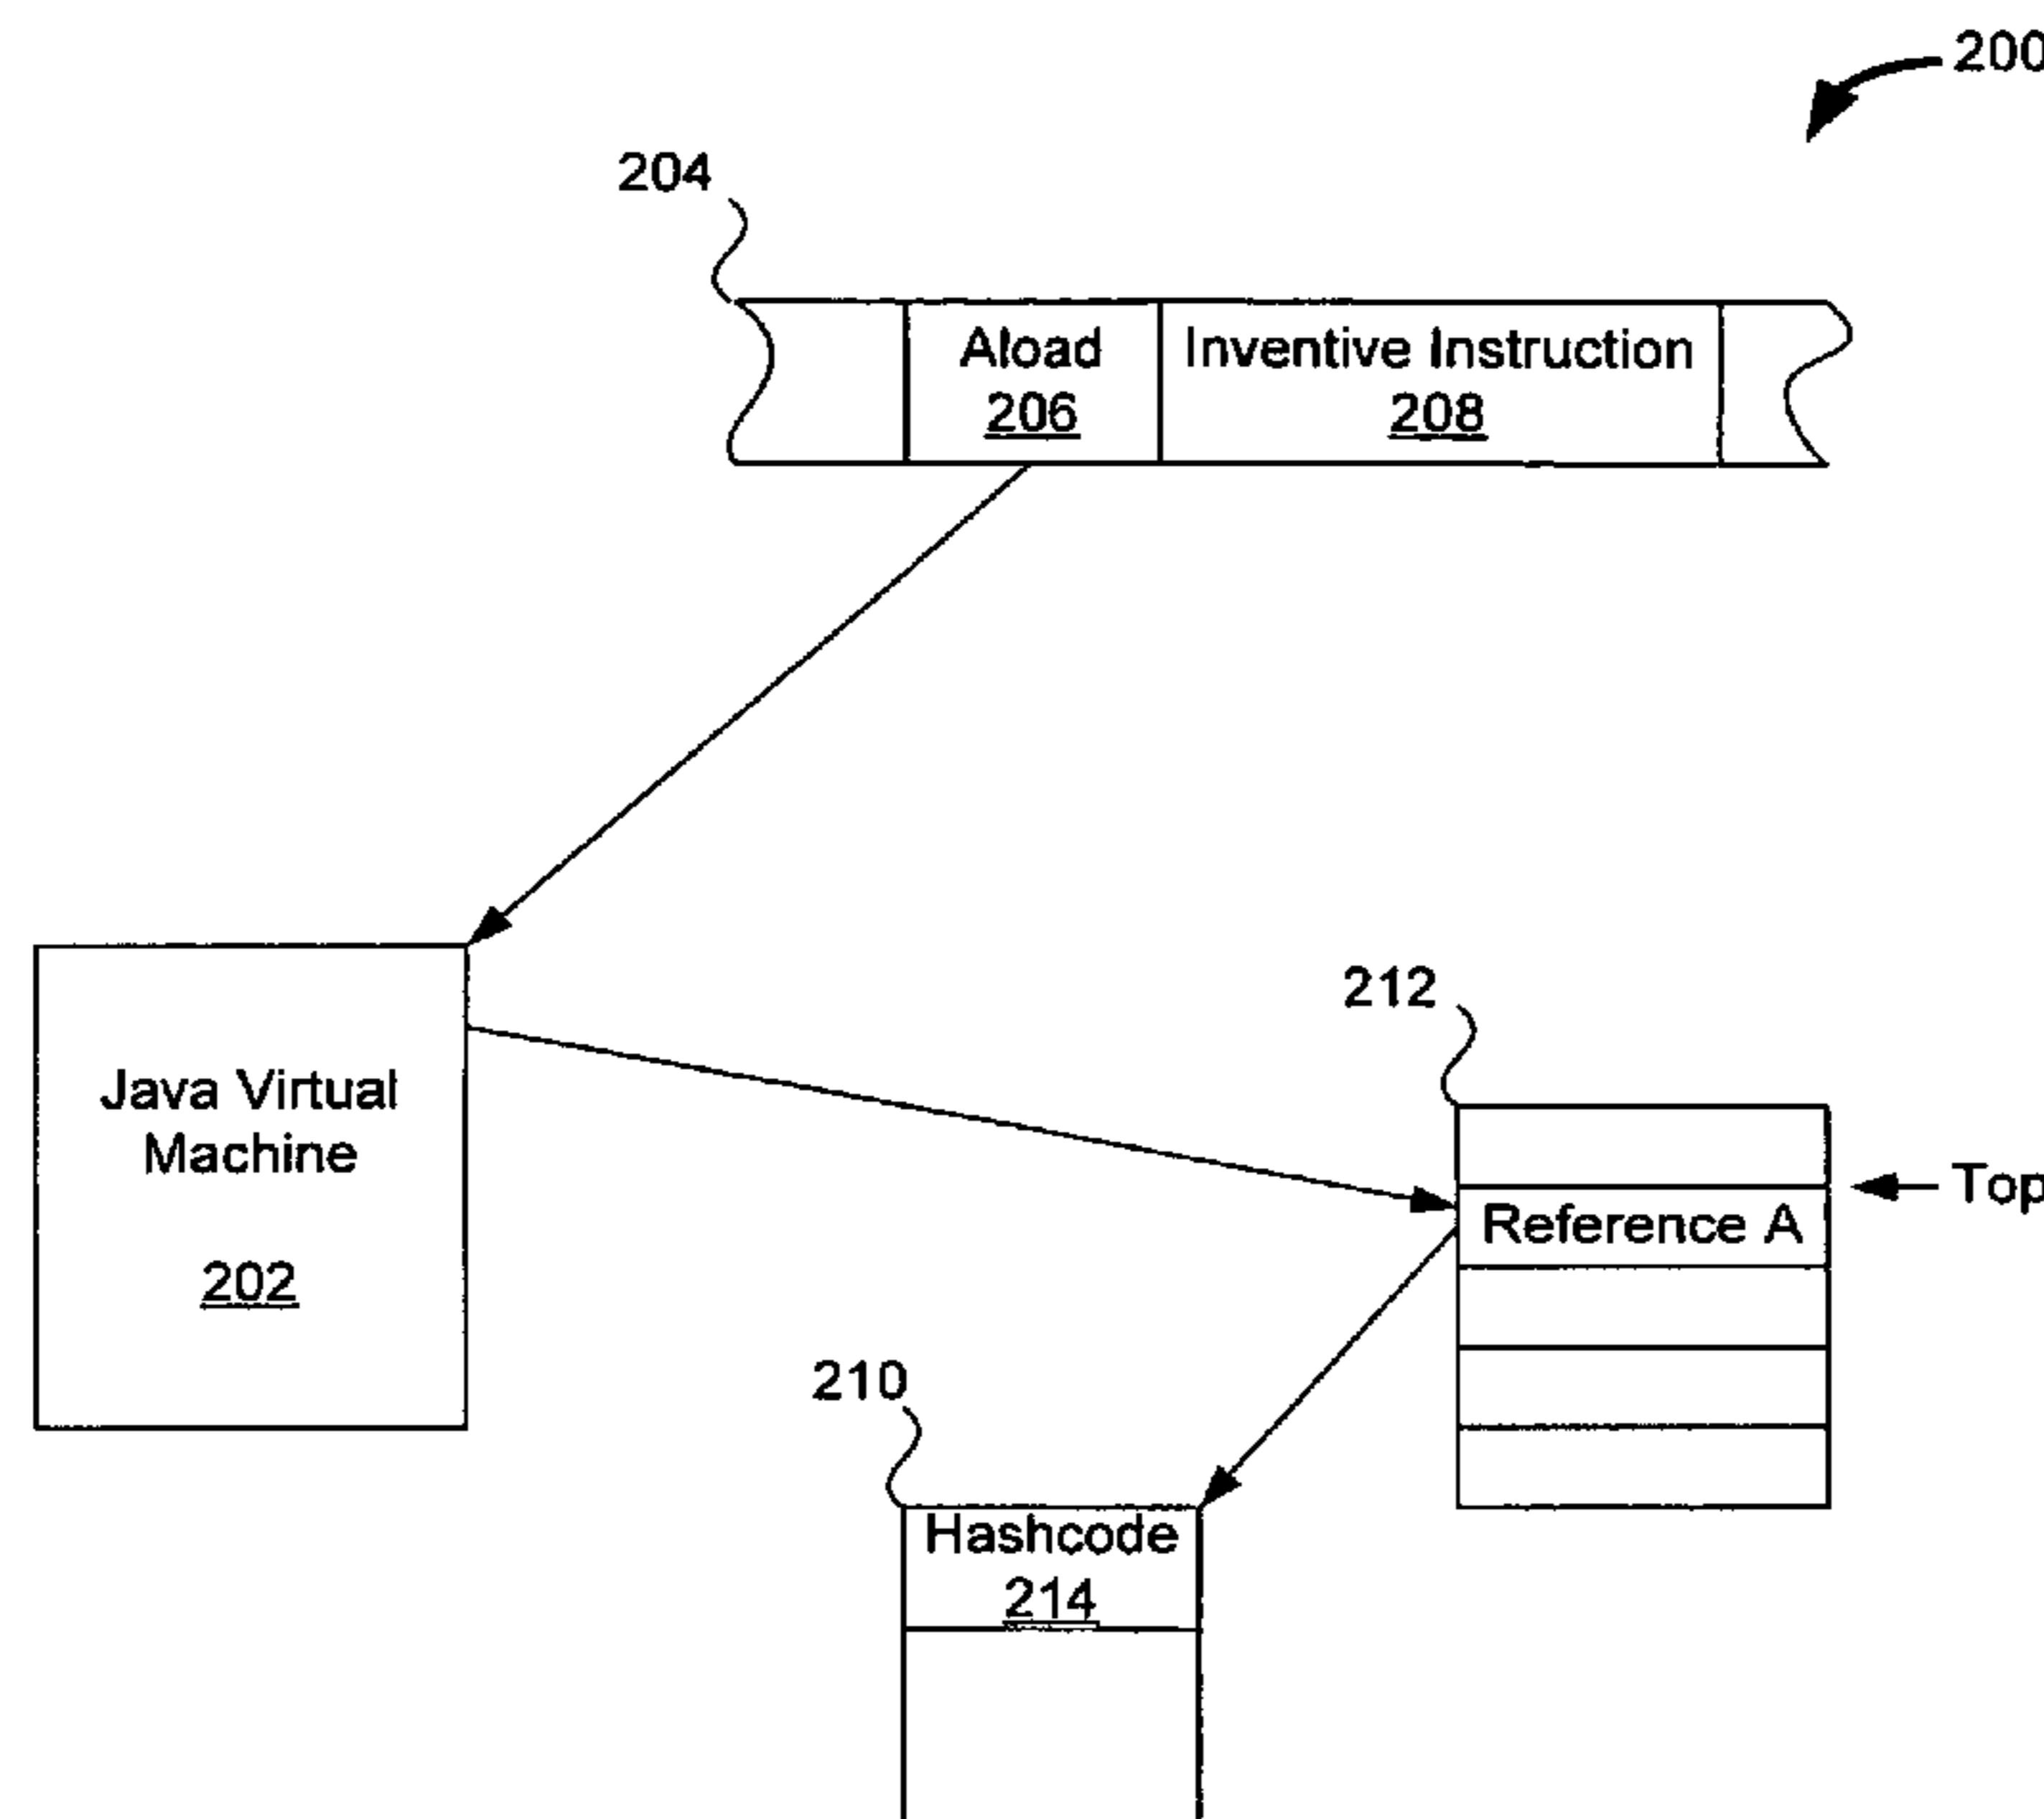 200
204
Aload
206
Inventive Instruction
208
212
Java Virtual
Machine
202
Top
Reference A
210
Hashcode
214